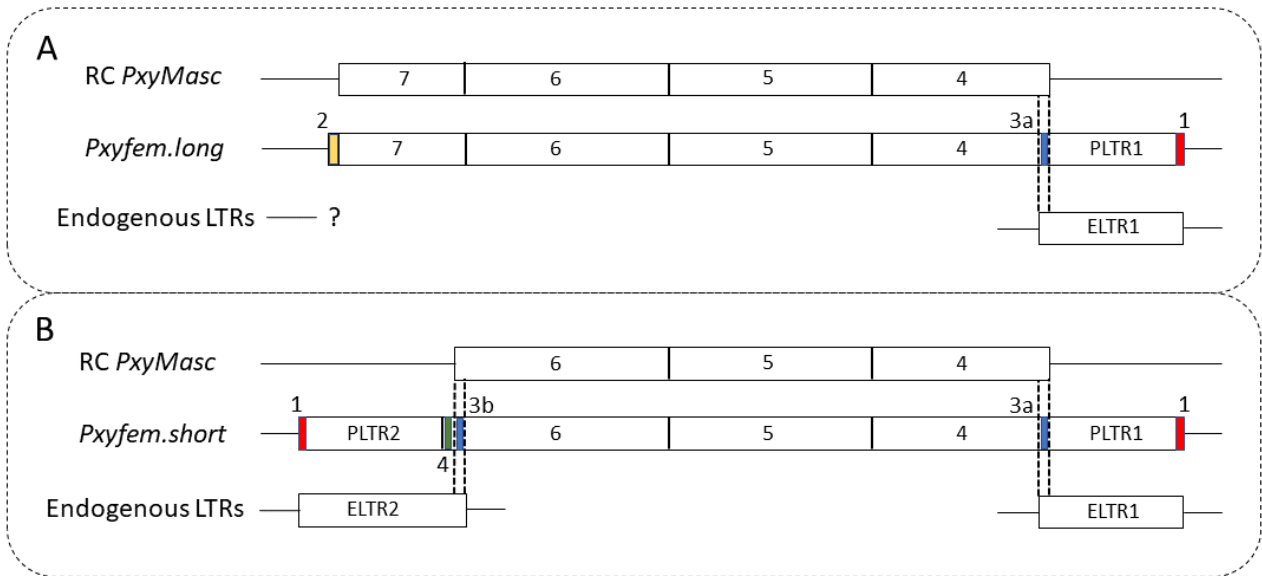 A
RC PxyMasc 7 6 5 4
2 3a 1
Pxyfem.long 7 6 5 4 PLTR1
Endogenous LTRs ? ELTR1
B
RC PxyMasc 6 5 4
1 3b 3a 1
Pxyfem.short PLTR2 6 5 4 PLTR1
4
Endogenous LTRs ELTR2 ELTR1